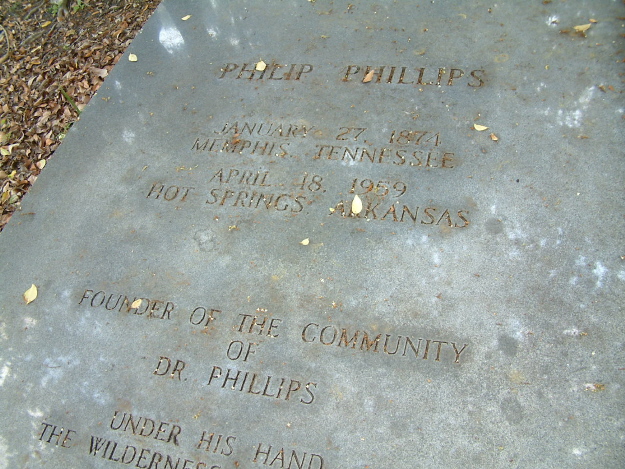 PHILIP PHILLIPS
JANUARY 27, 1874
MEMPHIS, TENNESSEE
APRIL 18, 1959
HOT SPRINGS, ARKANSAS
FOUNDER OF THE COMMUNITY
OF
DR. PHILLIPS
UNDER HIS HAND
THE WILDERNESS